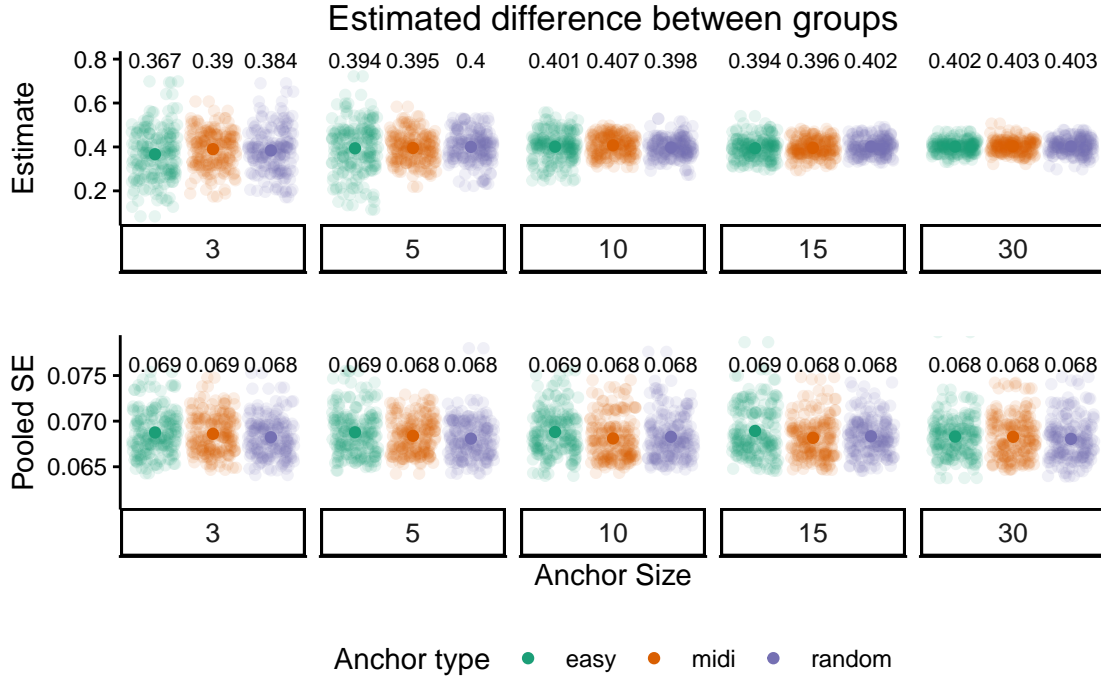 Estimated difference between groups
0.8
0.367 0.39 0.384 0.394 0.395 0.4 0.401 0.407 0.398 0.394 0.396 0.402 0.402 0.403 0.403
0.6
0.4
0.2
Estimate
3 5 10 15 30
0.069 0.069 0.068 0.069 0.068 0.068 0.069 0.068 0.068 0.069 0.068 0.068 0.068 0.068 0.068
0.075
0.070
0.065
Pooled SE
3 5 10 15 30
Anchor Size
Anchor type easy midi random